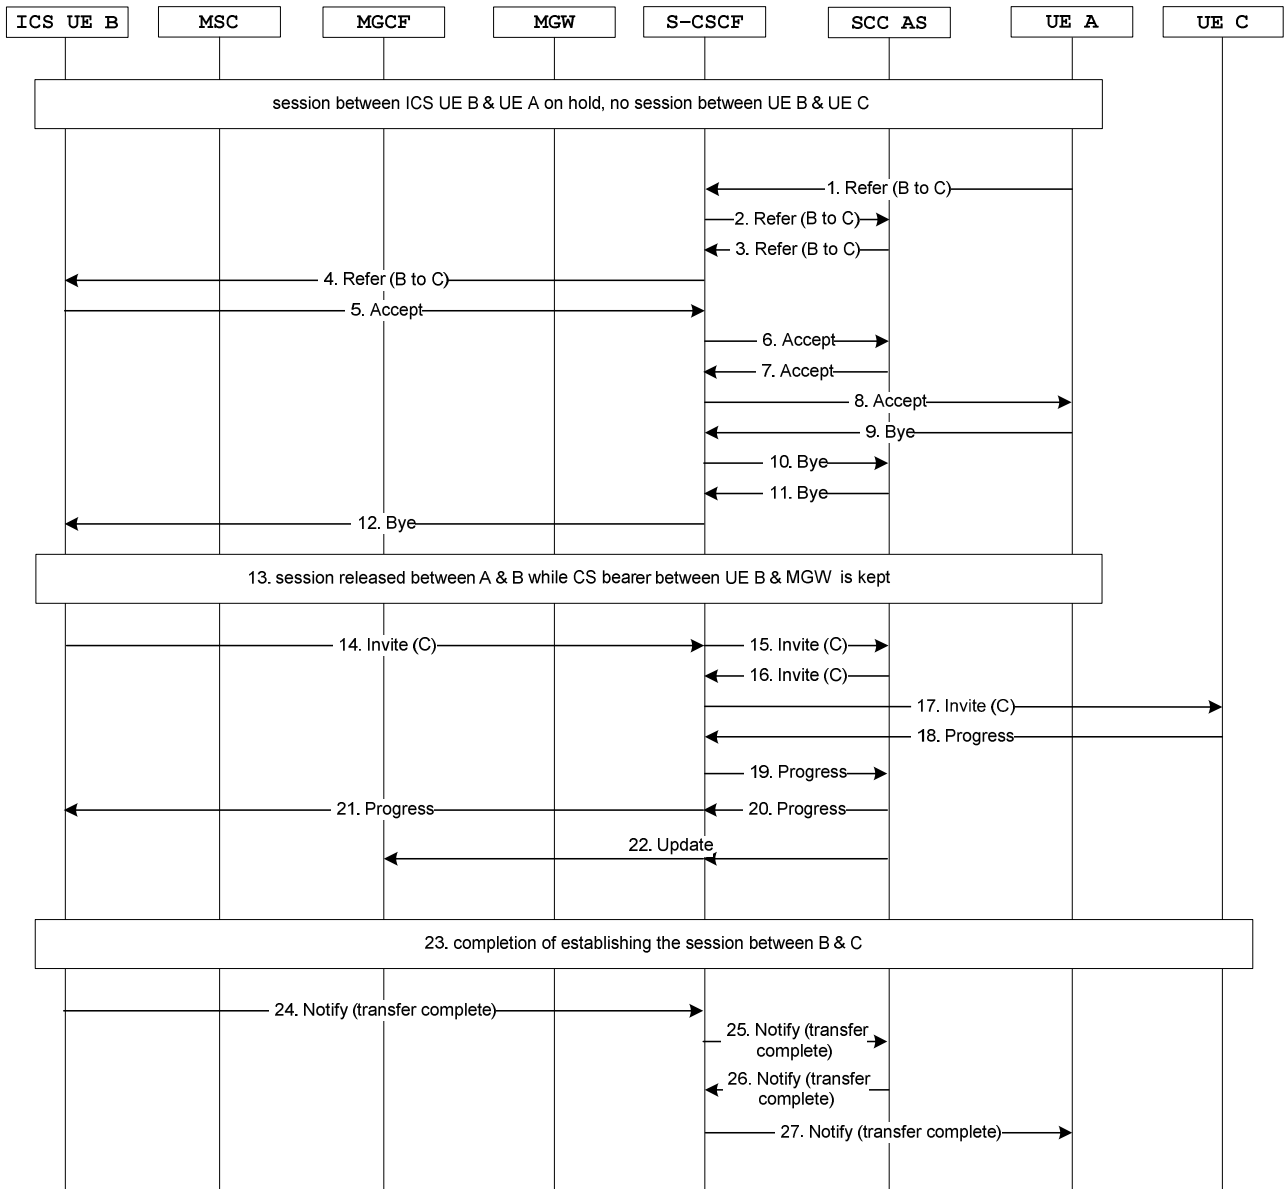 ICS UE B
MSC
MGCF
MGW
S-CSCF
SCC AS
UE A
UE C
session between ICS UE B & UE A on hold, no session between UE B & UE C
1. Refer (B to C)
2. Refer (B to C)
3. Refer (B to C)
4. Refer (B to C)
5. Accept
6. Accept
7. Accept
8. Accept
9. Bye
10. Bye
11. Bye
12. Bye
13. session released between A & B while CS bearer between UE B & MGW is kept
14. Invite (C)
15. Invite (C)
16. Invite (C)
17. Invite (C)
18. Progress
19. Progress
21. Progress
20. Progress
22. Update
23. completion of establishing the session between B & C
24. Notify (transfer complete)
25. Notify (transfer
complete)
26. Notify (transfer
complete)
27. Notify (transfer complete)